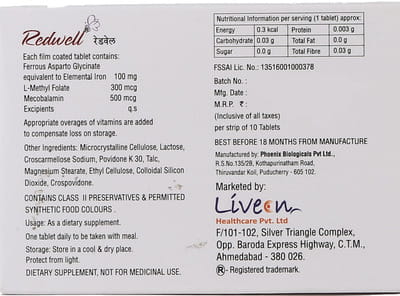 Redwell रेडवेल
Each film coated tablet contains:
Ferrous Asparto Glycinate
equivalent to Elemental Iron 100 mg
L-Methyl Folate 300 mcg
Mecobalamin 500 mcg
Excipients q.s
Appropriate overages of vitamins are added
to compensate loss on storage.
Other Ingredients: Microcrystalline Cellulose, Lactose,
Croscarmellose Sodium, Povidone K 30, Talc,
Magnesium Stearate, Ethyl Cellulose, Colloidal Silicon
Dioxide, Crospovidone.
CONTAINS CLASS II PRESERVATIVES & PERMITTED
SYNTHETIC FOOD COLOURS .
Usage: As a dietary supplement.
One tablet daily to be taken with meal.
Storage: Store in a cool & dry place.
Protect from light.
DIETARY SUPPLEMENT, NOT FOR MEDICINAL USE.
Nutritional Information per serving (1 tablet) approx:
Energy 0.3 kcal Protein 0.003 g
Carbohydrate 0.03 g Total Fat 0.0 g
Sugar 0.0 g Total Fibre 0.03 g
FSSAI Lic. No.: 13516001000378
Batch No. :
Mfg. Date :
M.R.P. ₹ :
(Inclusive of all taxes)
per strip of 10 Tablets
BEST BEFORE 18 MONTHS FROM MANUFACTURE
Manufactured by: Phoenix Biologicals Pvt Ltd.,
R.S.No.135/2B, Kothapurinatham Road,
Thiruvandar Koil, Puducherry - 605 102.
Marketed by:
Liveon
Healthcare Pvt. Ltd
F/101-102, Silver Triangle Complex,
Opp. Baroda Express Highway, C.T.M.,
Ahmedabad - 380 026.
®- Registered trademark.